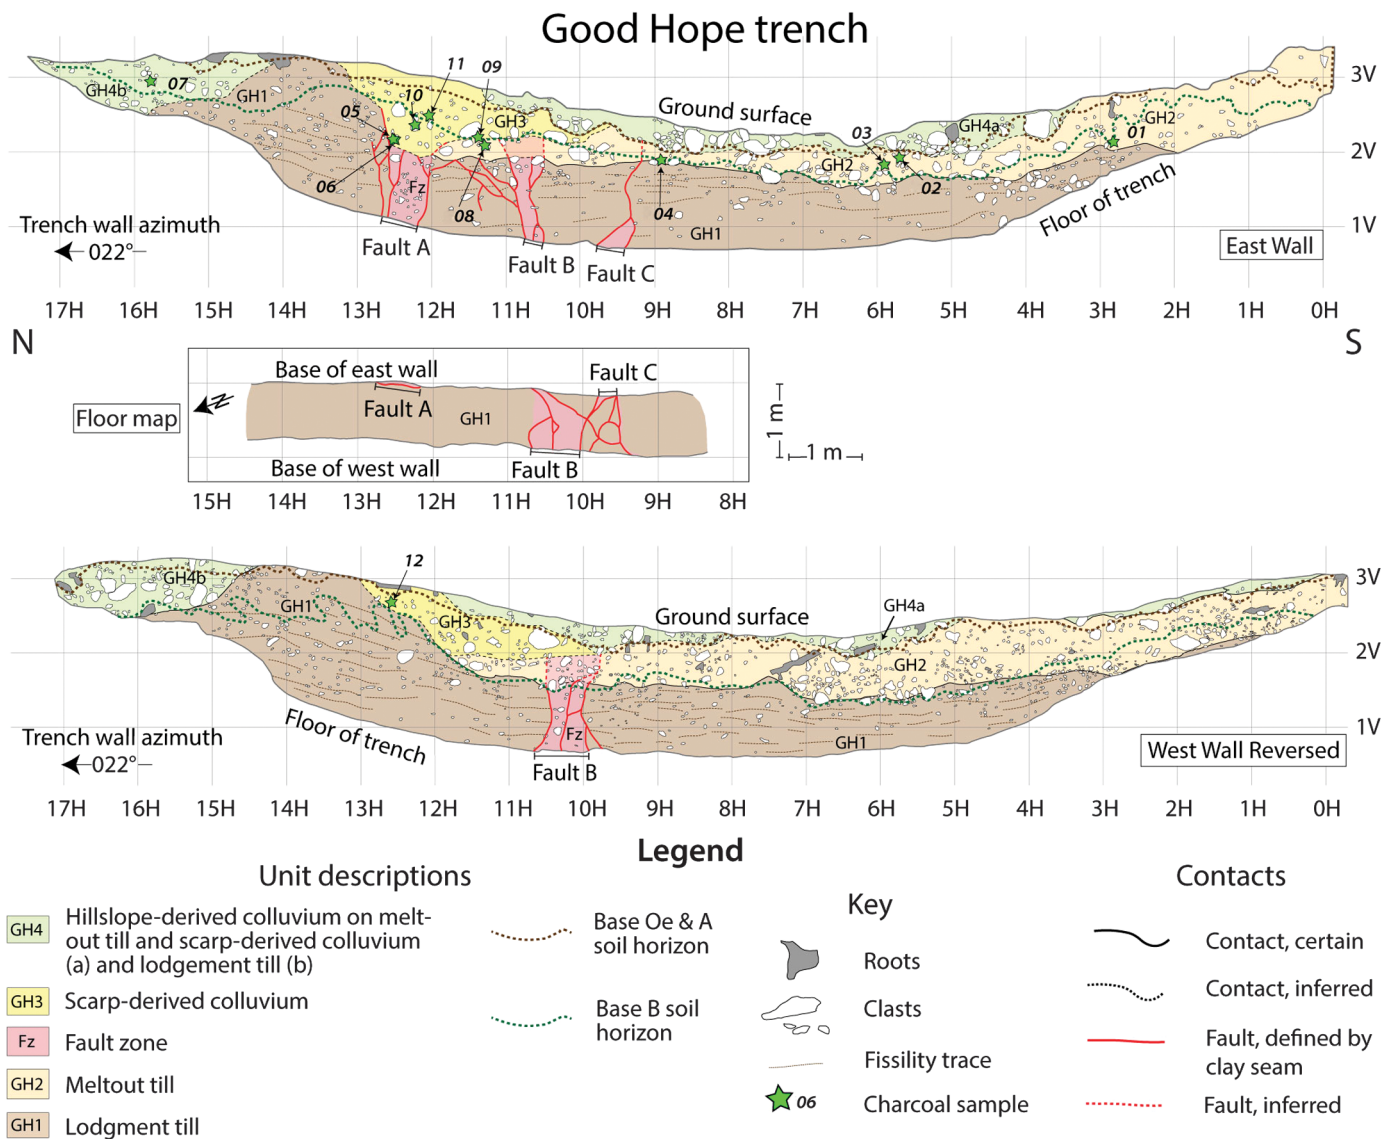 Good Hope trench
11
09
10
07
GH4b
GH1
05
GH3
Ground surface
3V
03
GH4a
01
GH2
GH2
2V
06
Fz
08
04
02
Floor of trench
GH1
1V
Trench wall azimuth
022°
Fault A
Fault B
Fault C
East Wall
17H 16H 15H 14H 13H 12H 11H 10H 9H 8H 7H 6H 5H 4H 3H 2H 1H 0H
N
S
Base of east wall
Fault C
Floor map
N
Fault A
GH1
1 m
1 m
Base of west wall
Fault B
15H 14H 13H 12H 11H 10H 9H 8H
12
GH4b
GH1
GH3
Ground surface
GH4a
3V
GH2
2V
Floor of trench
Fz
GH1
1V
Trench wall azimuth
022°
Fault B
West Wall Reversed
17H 16H 15H 14H 13H 12H 11H 10H 9H 8H 7H 6H 5H 4H 3H 2H 1H 0H
Legend
Unit descriptions
GH4 Hillslope-derived colluvium on melt-
out till and scarp-derived colluvium
(a) and lodgement till (b)
GH3 Scarp-derived colluvium
Fz Fault zone
GH2 Meltout till
GH1 Lodgment till
Base Oe & A
soil horizon
Base B soil
horizon
Key
Roots
Clasts
Fissility trace
06 Charcoal sample
Contacts
Contact, certain
Contact, inferred
Fault, defined by
clay seam
Fault, inferred